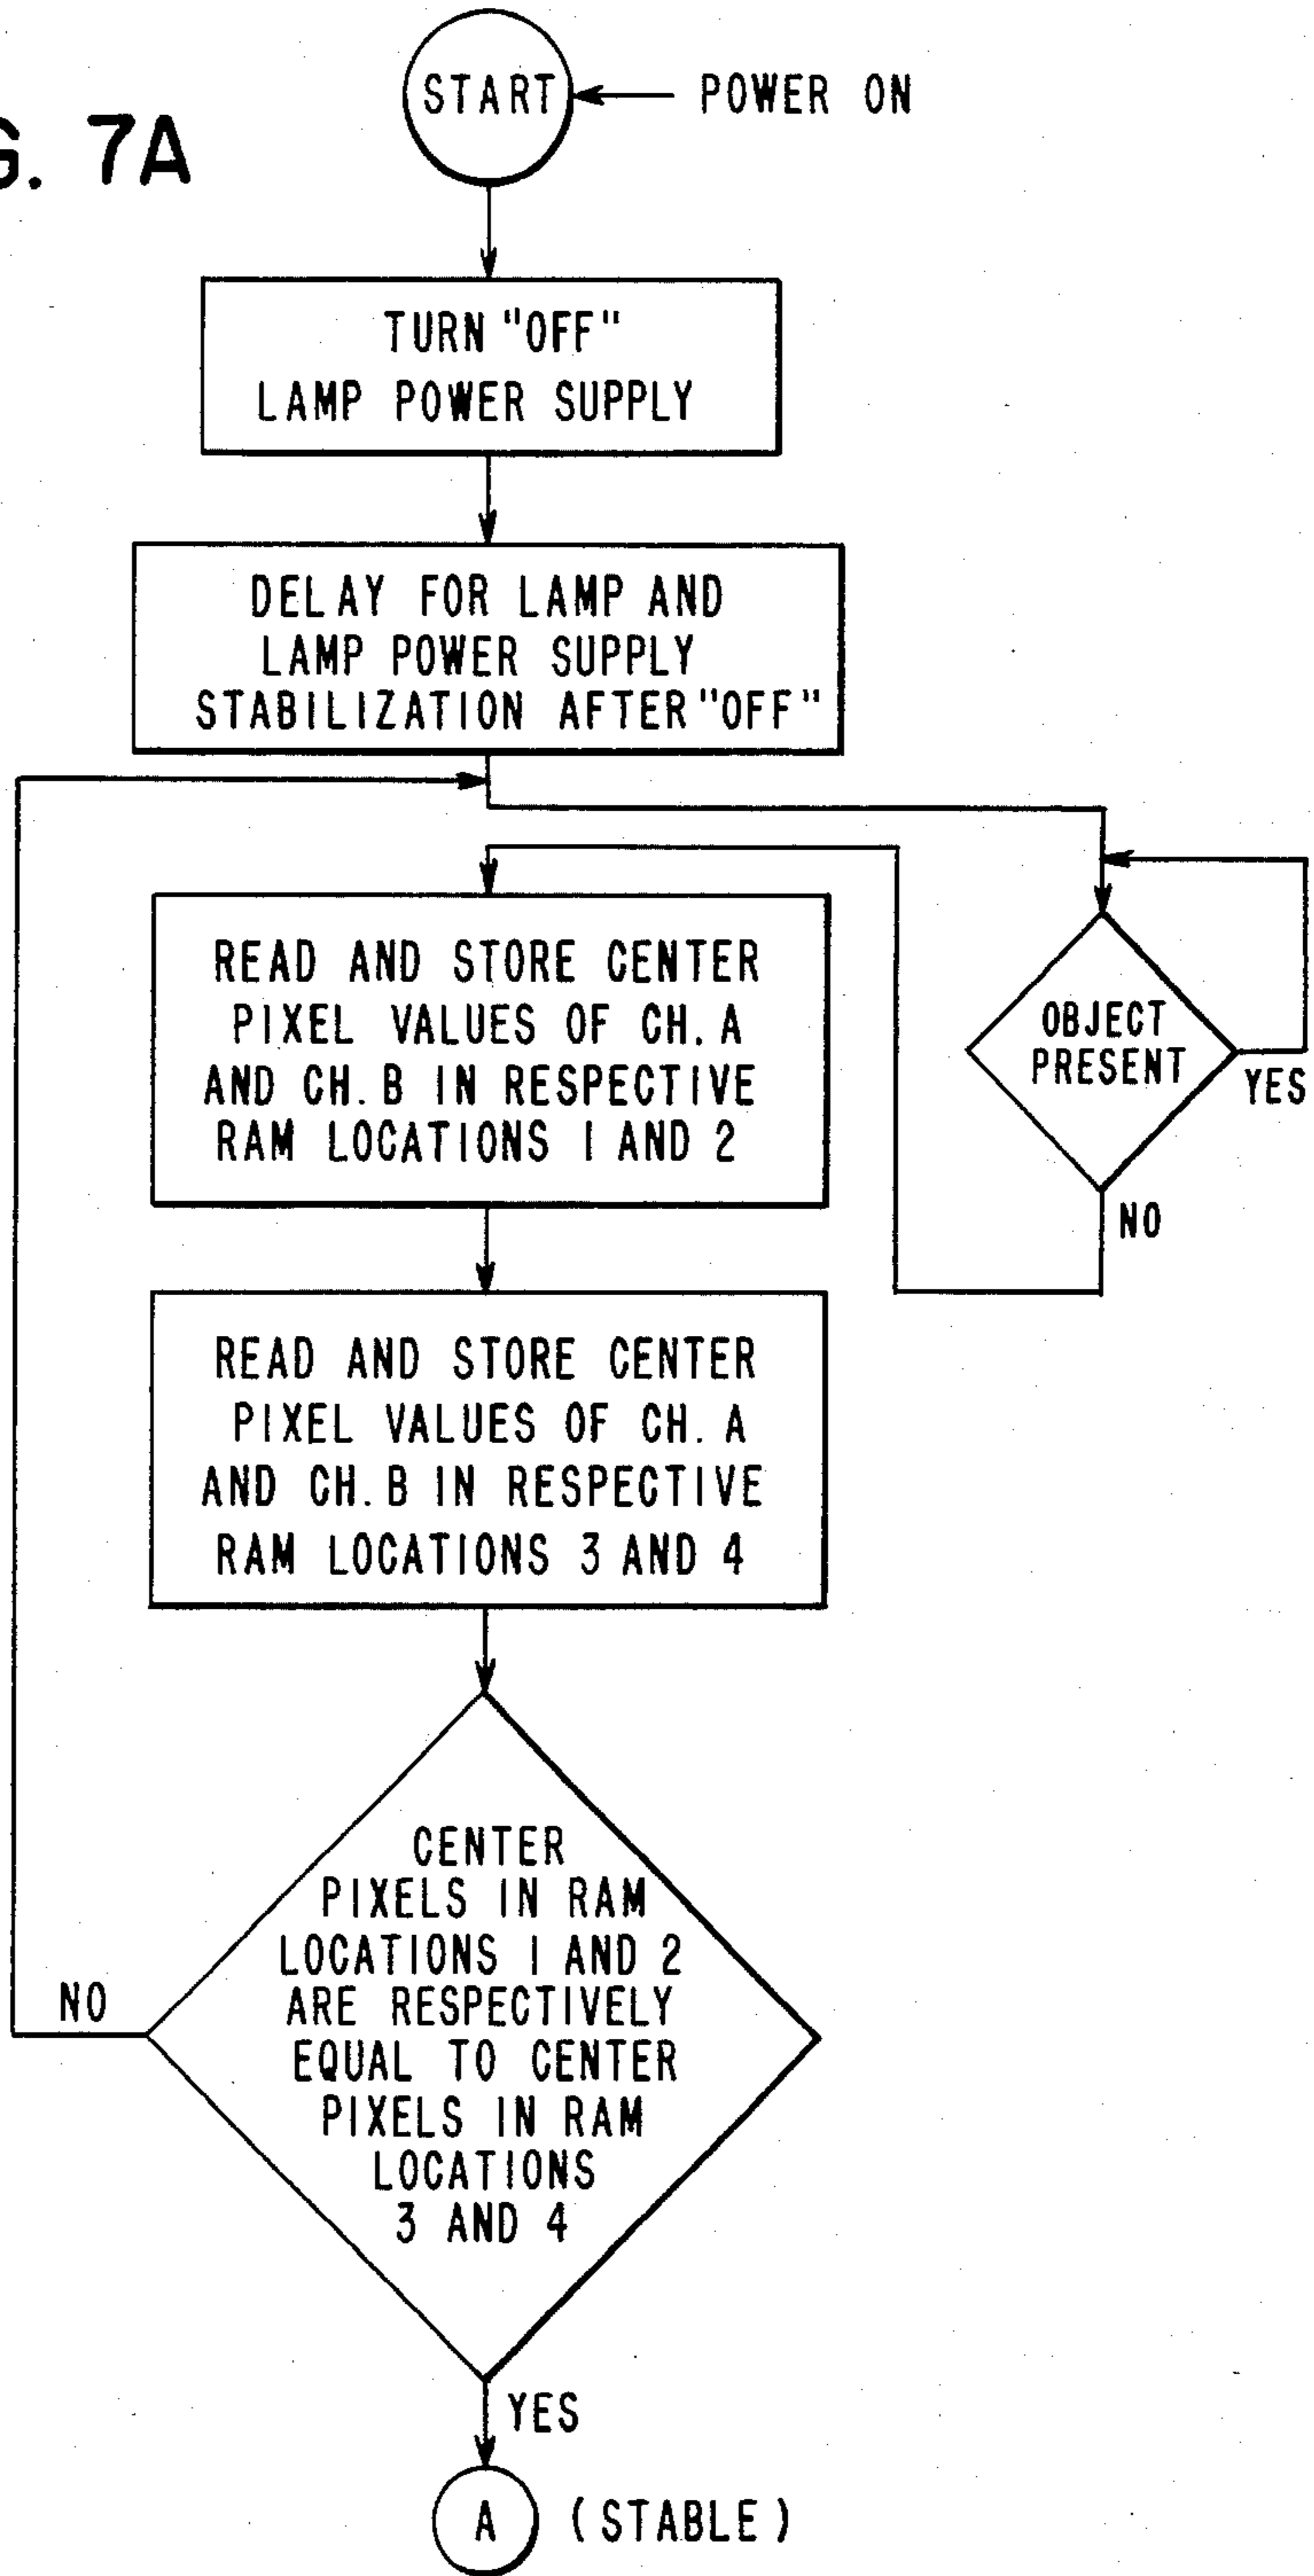 G. 7A
START
POWER ON
TURN "OFF"
LAMP POWER SUPPLY
DELAY FOR LAMP AND
LAMP POWER SUPPLY
STABILIZATION AFTER "OFF"
OBJECT
PRESENT
YES
NO
READ AND STORE CENTER
PIXEL VALUES OF CH. A
AND CH. B IN RESPECTIVE
RAM LOCATIONS 1 AND 2
READ AND STORE CENTER
PIXEL VALUES OF CH. A
AND CH. B IN RESPECTIVE
RAM LOCATIONS 3 AND 4
CENTER
PIXELS IN RAM
LOCATIONS 1 AND 2
ARE RESPECTIVELY
EQUAL TO CENTER
PIXELS IN RAM
LOCATIONS
3 AND 4
NO
YES
A (STABLE)